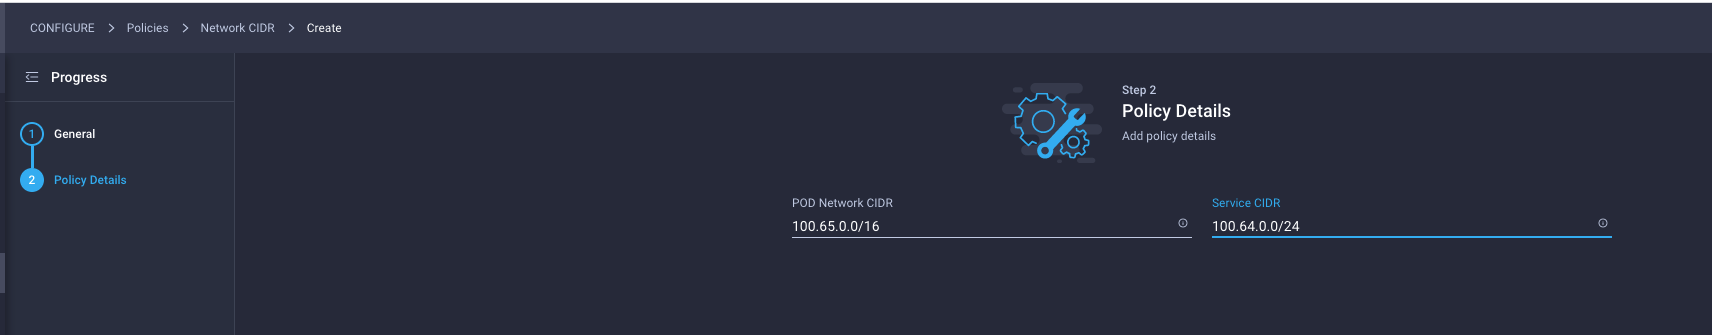 CONFIGURE > Policies > Network CIDR > Create
Progress
1 General
2 Policy Details
Step 2
Policy Details
Add policy details
POD Network CIDR
100.65.0.0/16
Service CIDR
100.64.0.0/24